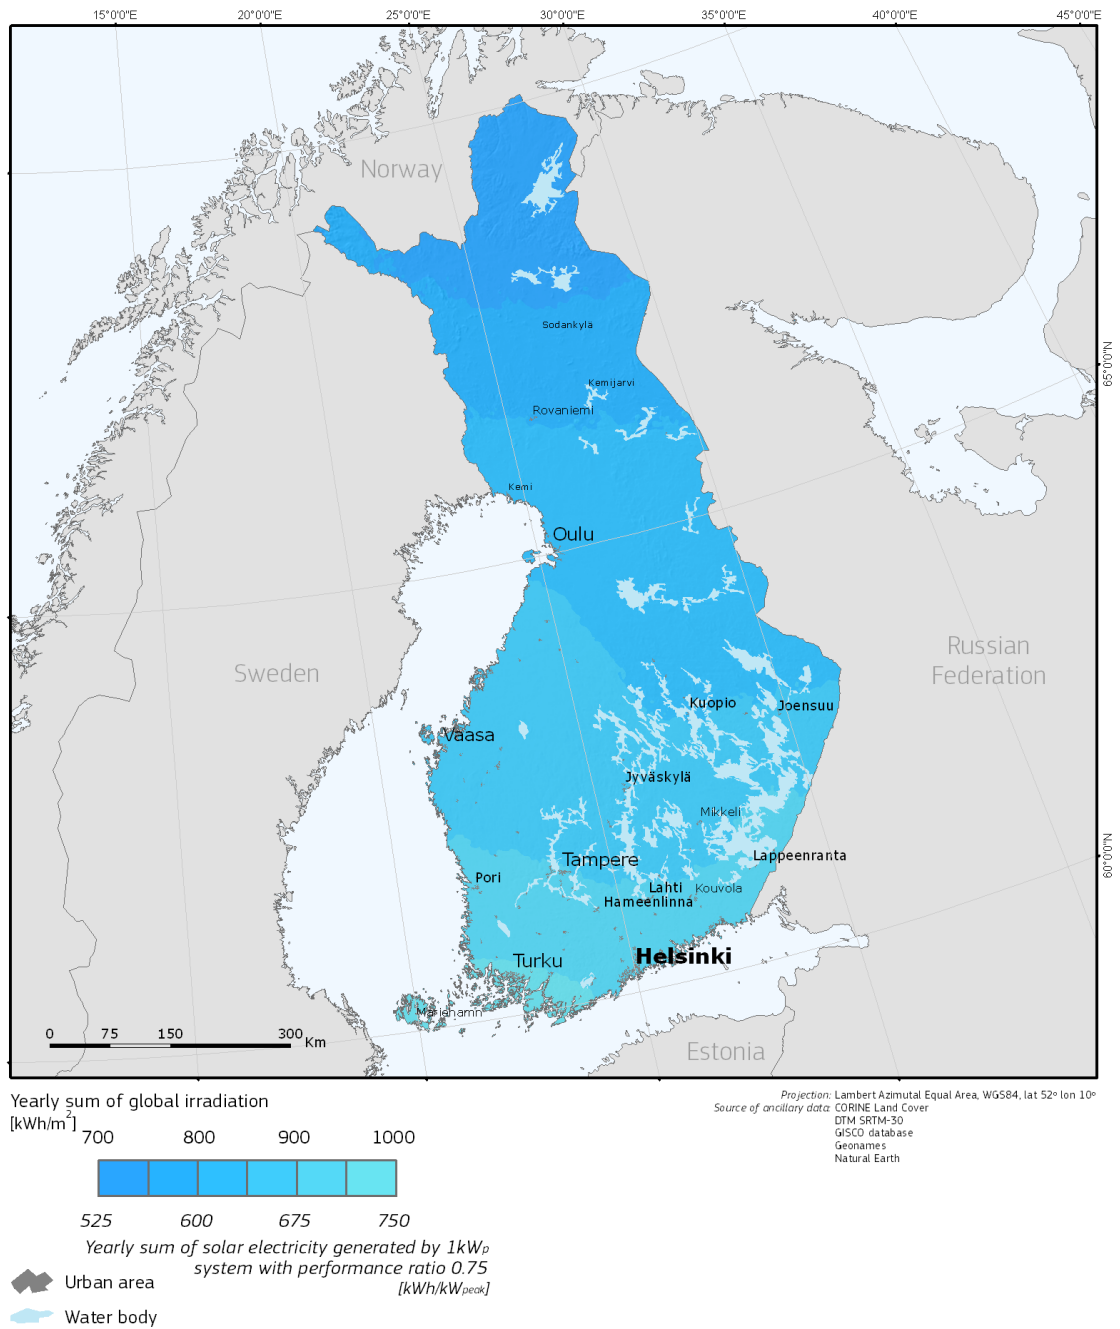 15°0'0"E 20°0'0"E 25°0'0"E 30°0'0"E 35°0'0"E 40°0'0"E 45°0'0"E
Norway
Sodankylä
65°0'0"N
Kemijarvi
Rovaniemi
Kemi
Oulu
Russian
Federation
Sweden
Kuopio
Joensuu
Vaasa
Jyväskylä
Mikkeli
Tampere
Lappeenranta
60°0'0"N
Pori
Lahti
Kouvola
Hameenlinna
Helsinki
Turku
Mariehamn
0 75 150 300 Km
Estonia
Yearly sum of global irradiation
[kWh/m2]
700 800 900 1000
525 600 675 750
Yearly sum of solar electricity generated by 1kWp
system with performance ratio 0.75
[kWh/kWpeak]
Urban area
Water body
Projection: Lambert Azimutal Equal Area, WGS84, lat 52º lon 10º
Source of ancillary data: CORINE Land Cover
DTM SRTM-30
GISCO database
Geonames
Natural Earth